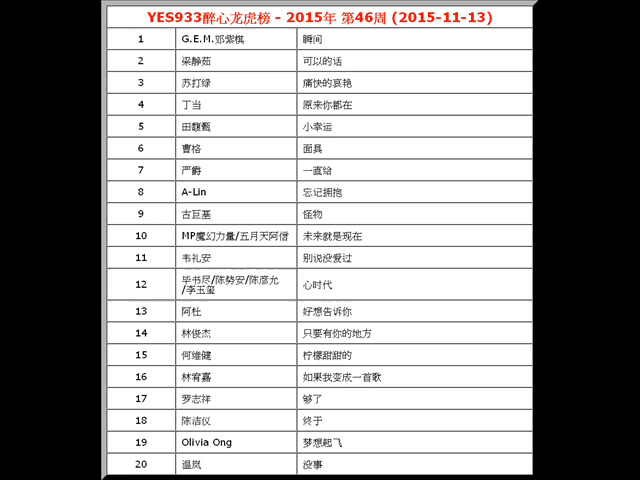 YES933醉心龙虎榜 - 2015年 第46周 (2015-11-13)
1 G.E.M.邓紫棋 瞬间
2 梁静茹 可以的话
3 苏打绿 痛快的哀艳
4 丁当 原来你都在
5 田馥甄 小幸运
6 曹格 面具
7 严爵 一直给
8 A-Lin 忘记拥抱
9 古巨基 怪物
10 MP魔幻力量/五月天阿信 未来就是现在
11 韦礼安 别说没爱过
12 毕书尽/陈势安/陈彦允
/李玉玺 心时代
13 阿杜 好想告诉你
14 林俊杰 只要有你的地方
15 何维健 柠檬甜甜的
16 林宥嘉 如果我变成一首歌
17 罗志祥 够了
18 陈洁仪 终于
19 Olivia Ong 梦想起飞
20 温岚 没事